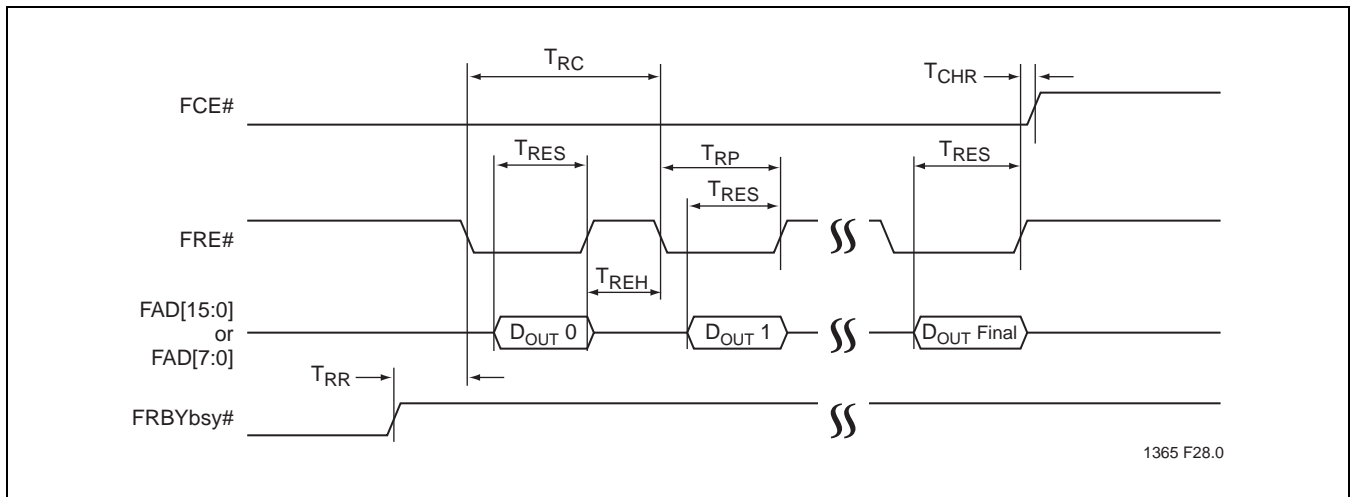 TRC
TCHR
FCE#
TRES
TRP
TRES
TRES
FRE#
TREH
FAD[15:0]
or
FAD[7:0]
DOUT 0
DOUT 1
DOUT Final
TRR
FRBYbsy#
1365 F28.0